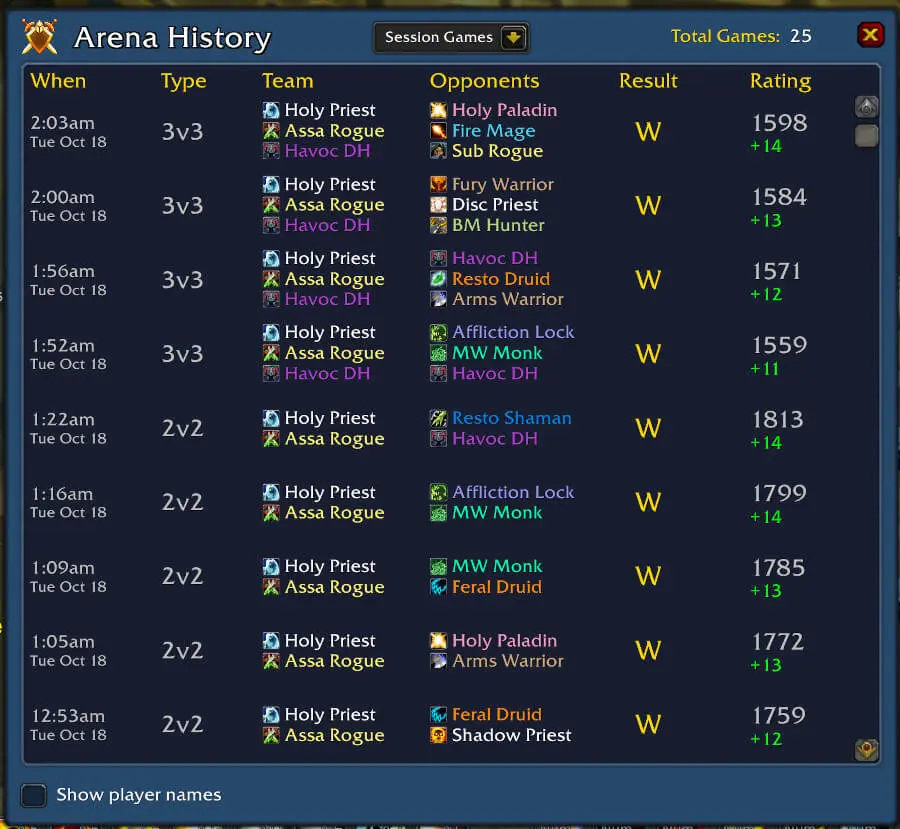 Arena History
Session Games
Total Games: 25
When Type Team Opponents Result Rating
2:03am
Tue Oct 18
3v3
Holy Priest
Assa Rogue
Havoc DH
Holy Paladin
Fire Mage
Sub Rogue
W
1598
+14
2:00am
Tue Oct 18
3v3
Holy Priest
Assa Rogue
Havoc DH
Fury Warrior
Disc Priest
BM Hunter
W
1584
+13
1:56am
Tue Oct 18
3v3
Holy Priest
Assa Rogue
Havoc DH
Havoc DH
Resto Druid
Arms Warrior
W
1571
+12
1:52am
Tue Oct 18
3v3
Holy Priest
Assa Rogue
Havoc DH
Affliction Lock
MW Monk
Havoc DH
W
1559
+11
1:22am
Tue Oct 18
2v2
Holy Priest
Assa Rogue
Resto Shaman
Havoc DH
W
1813
+14
1:16am
Tue Oct 18
2v2
Holy Priest
Assa Rogue
Affliction Lock
MW Monk
W
1799
+14
1:09am
Tue Oct 18
2v2
Holy Priest
Assa Rogue
MW Monk
Feral Druid
W
1785
+13
1:05am
Tue Oct 18
2v2
Holy Priest
Assa Rogue
Holy Paladin
Arms Warrior
W
1772
+13
12:53am
Tue Oct 18
2v2
Holy Priest
Assa Rogue
Feral Druid
Shadow Priest
W
1759
+12
Show player names